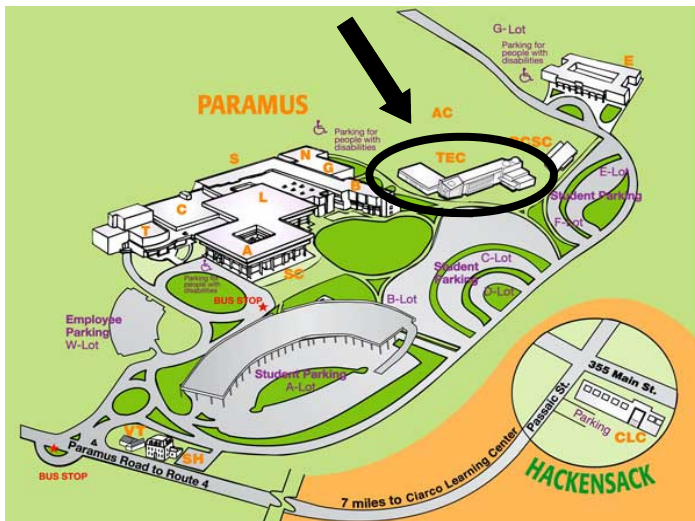 G-Lot
Parking for
people with
disabilities
E
PARAMUS
AC
Parking for
people with
disabilities
N
S
G
TEC
B
L
C
T
A
E-Lot
Student Parking
F-Lot
C-Lot
Student
Parking
D-Lot
SC
Parking for
people with
disabilities
BUS STOP
B-Lot
Employee
Parking
W-Lot
Student Parking
A-Lot
355 Main St.
Passaic St.
Parking
CLC
HACKENSACK
VT
SH
Paramus Road to Route 4
BUS STOP
7 miles to Ciarco Learning Center